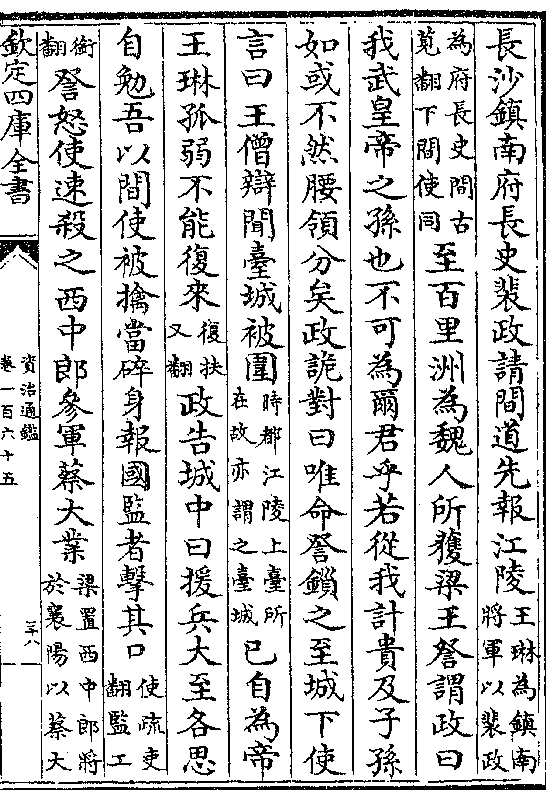 長沙鎮南府長史裴政請間道先報江陵王琳為鎮南將軍以裴政
為府長史間古莧翻下間使同至百里洲為魏人所獲梁王詧謂政曰
我武皇帝之孫也不可為爾君乎若從我計貴及子孫
如或不然腰領分矣政詭對曰唯命詧鎖之至城下使
言曰王僧辯聞臺城被圍時都江陵上臺所在故亦謂之臺城已自為帝
王琳孤弱不能復來復扶又翻政告城中曰援兵大至各思
自勉吾以間使被擒當碎身報國監者擊其口使疏吏翻監工
銜翻詧怒使速殺之西中郎參軍蔡大業梁置西中郎將於襄陽以蔡大
欽定四庫全書
資治通鑑
卷一百六十五
三十八